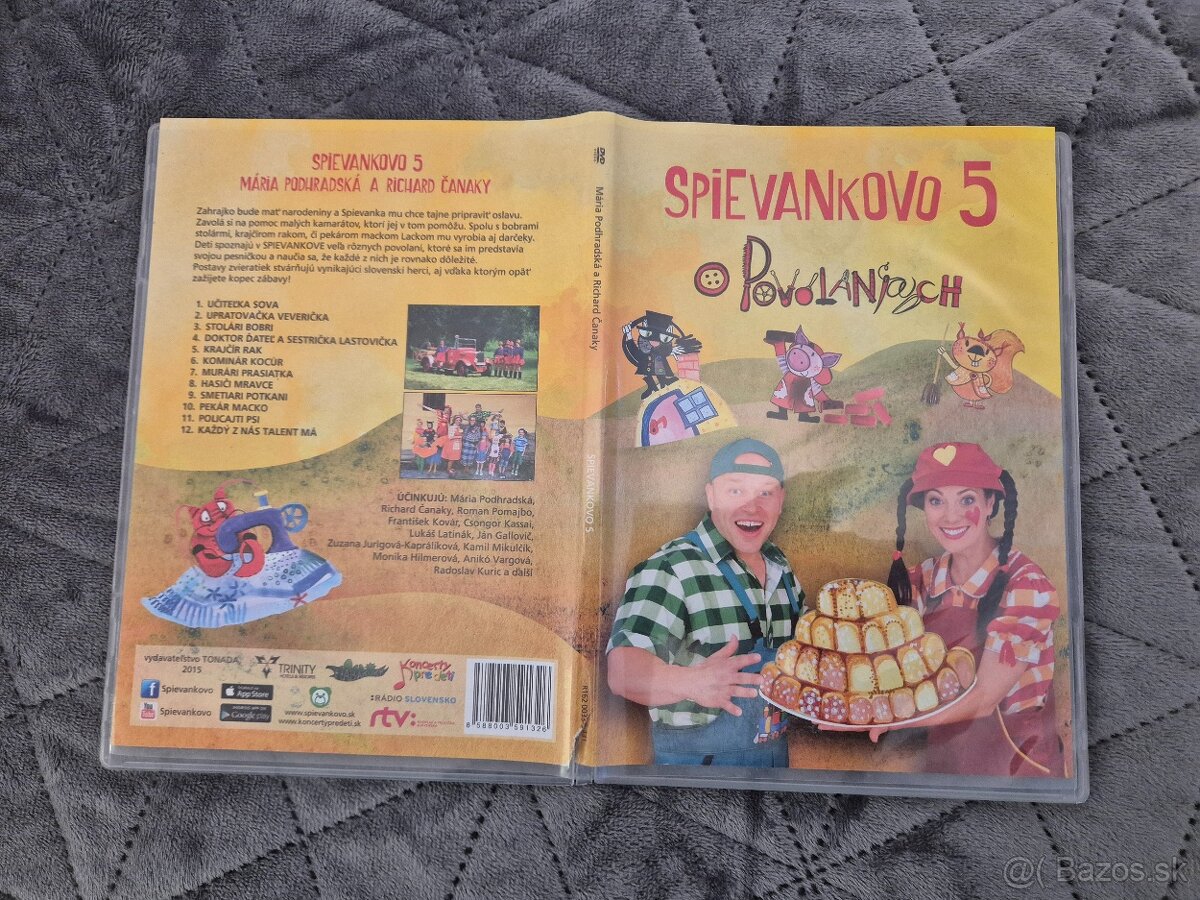 SPIEVANKOVO 5
MÁRIA PODHRADSKÁ A RICHARD ČANAKY
Zahrajko bude mať narodeniny a Spievanka mu chce tajne pripraviť oslavu.
Zavolá si na pomoc malých kamarátov, ktorí jej v tom pomôžu. Spolu s bobrami
stolármi, krajčírom rakom, či pekárom mackom Lackom mu vyrobia aj darčeky.
Deti spoznajú v SPIEVANKOVE veľa rôznych povolaní, ktoré sa im predstavia
svojou pesničkou a naučia sa, že každé z nich je rovnako dôležité.
Postavy zvieratiek stvárňujú vynikajúci slovenskí herci, aj vďaka ktorým opäť
zažijete kopec zábavy!
1. UČITEĽKA SOVA
2. UPRATOVAČKA VEVERIČKA
3. STOLÁRI BOBRI
4. DOKTOR ĎATEĽ A SESTRIČKA LASTOVIČKA
5. KRAJČÍR RAK
6. KOMINÁR KOCÚR
7. MURÁRI PRASIATKA
8. HASIČI MRAVCE
9. SMETIARI POTKANI
10. PEKÁR MACKO
11. POLICAJTI PSI
12. KAŽDÝ Z NÁS TALENT MÁ
ÚČINKUJÚ: Mária Podhradská,
Richard Čanaky, Roman Pomajbo,
František Kovár, Csongor Kassai,
Lukáš Latinák, Ján Gallovič,
Zuzana Jurigová-Kapráliková, Kamil Mikulčík,
Monika Hilmerová, Anikó Vargová,
Radoslav Kuric a ďalší
vydavateľstvo TONADA
2015
TRINITY
HOTELS & RESORTS
Koncerty
pre deti
Spievankovo
App Store
RÁDIO SLOVENSKO
You Tube
Spievankovo
Google play
www.spievankovo.sk
www.koncertypredeti.sk
rtv:
8 588003 591326
DVD
Mária Podhradská a Richard Čanaky
SPIEVANKOVO 5
SPIEVANKOVO 5
O POVOLANIACH
@( Bazos.sk